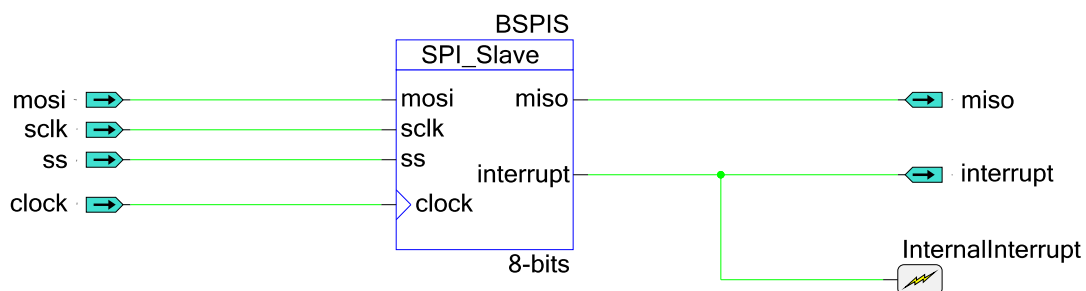 BSPIS
SPI_Slave
mosi mosi miso miso
sclk sclk
ss ss
interrupt interrupt
clock clock
InternalInterrupt
8-bits